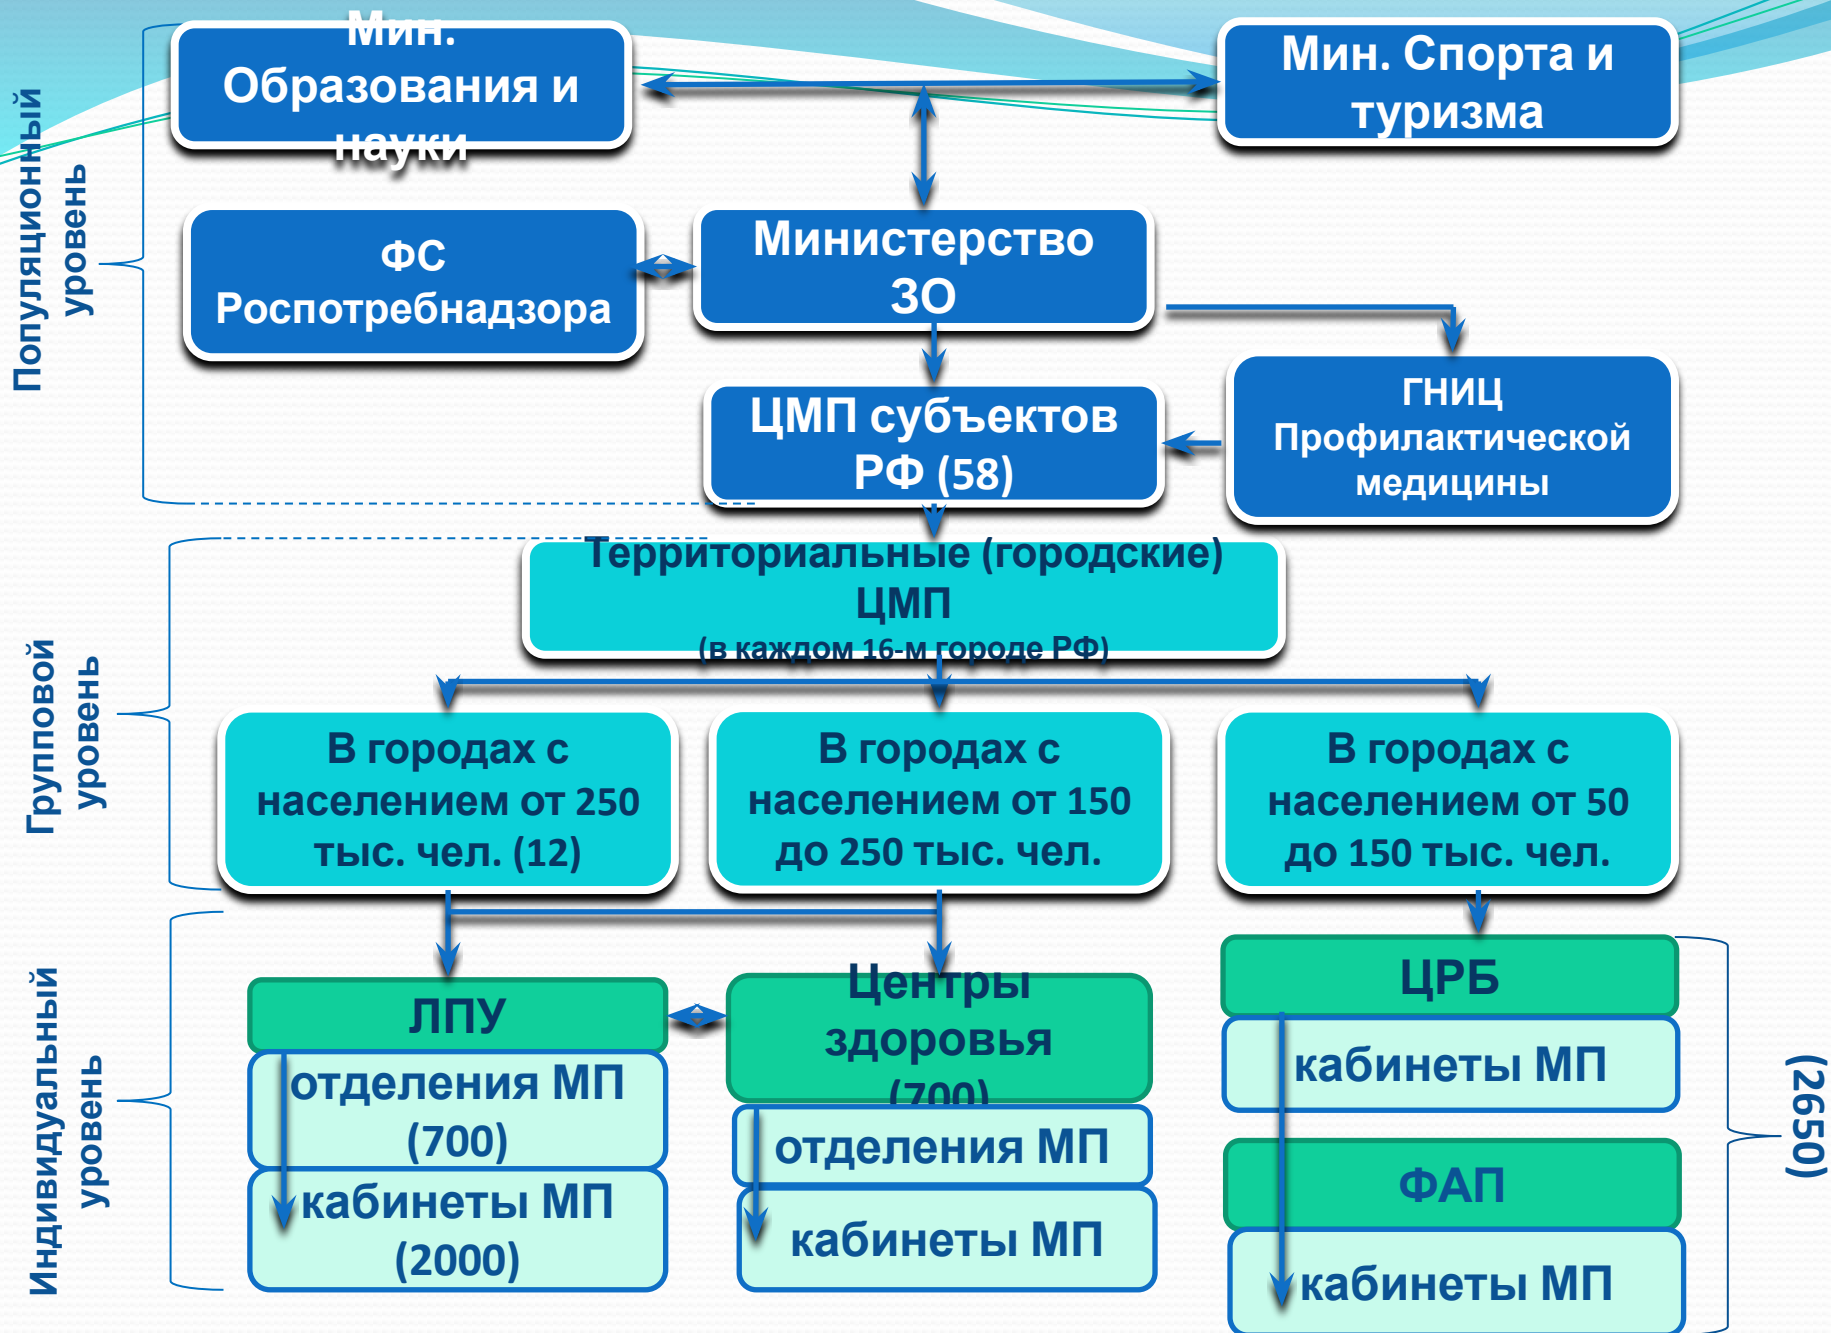 Мин.
Образования и
науки
Мин. Спорта и
туризма
Популяционный
уровень
ФС
Роспотребнадзора
Министерство
ЗО
ЦМП субъектов
РФ (58)
ГНИЦ
Профилактической
медицины
Территориальные (городские)
ЦМП
(в каждом 16-м городе РФ)
Групповой
уровень
В городах с
населением от 250
тыс. чел. (12)
В городах с
населением от 150
до 250 тыс. чел.
В городах с
населением от 50
до 150 тыс. чел.
Индивидуальный
уровень
ЛПУ
отделения МП
(700)
кабинеты МП
(2000)
Центры
здоровья
(700)
отделения МП
кабинеты МП
ЦРБ
кабинеты МП
ФАП
кабинеты МП
(2650)